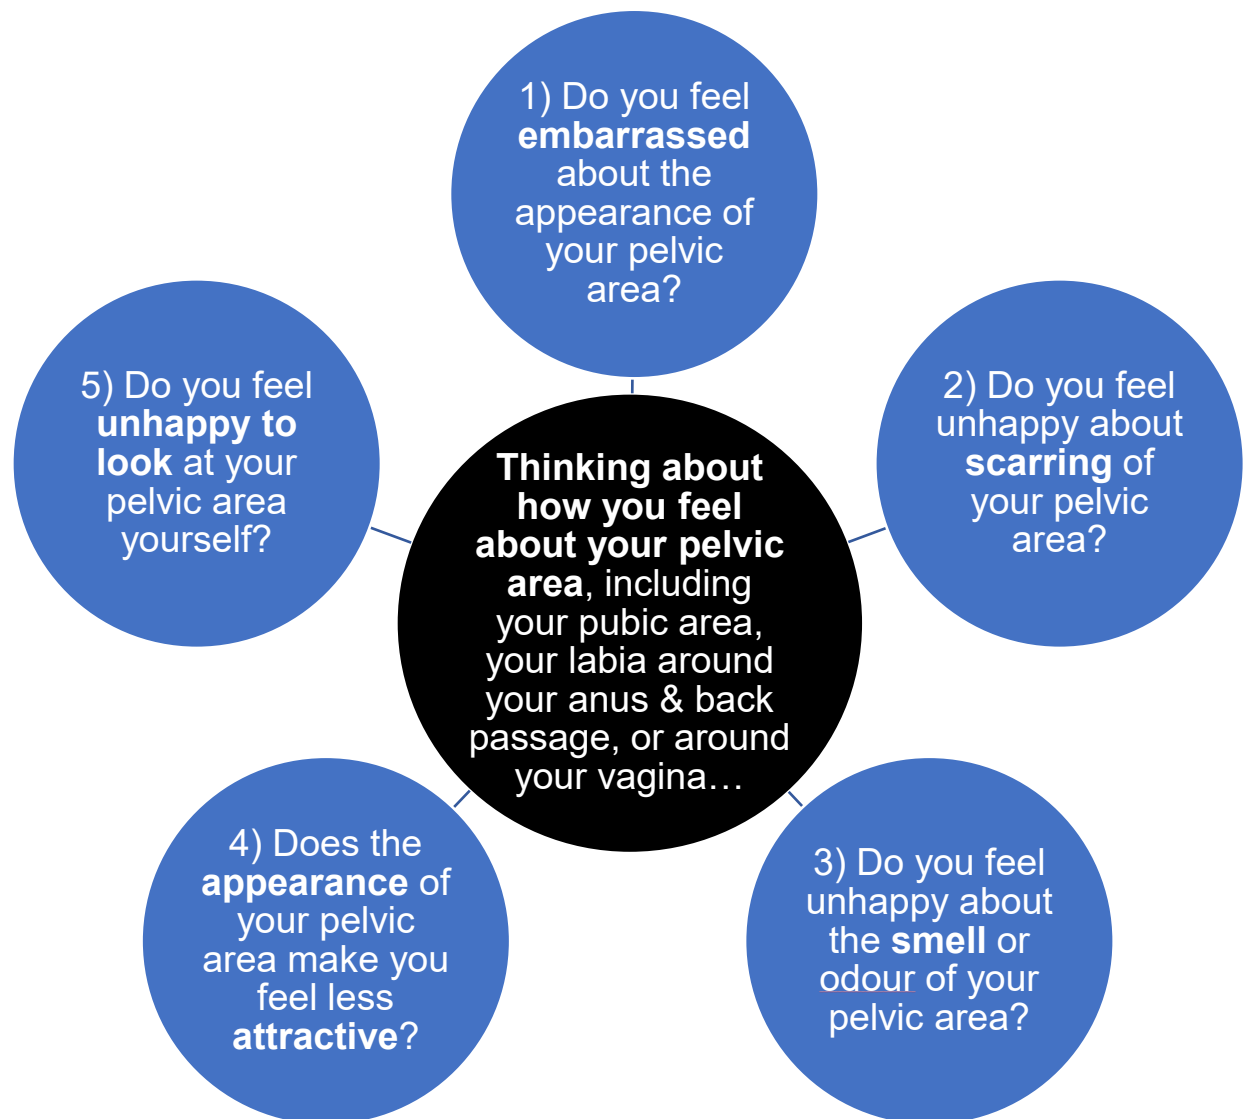 Thinking about
how you feel
about your pelvic
area, including
your pubic area,
your labia around
your anus & back
passage, or around
your vagina…
1) Do you feel
embarrassed
about the
appearance of
your pelvic
area?
2) Do you feel
unhappy about
scarring of
your pelvic
area?
3) Do you feel
unhappy about
the smell or
odour of your
pelvic area?
4) Does the
appearance of
your pelvic
area make you
feel less
attractive?
5) Do you feel
unhappy to
look at your
pelvic area
yourself?